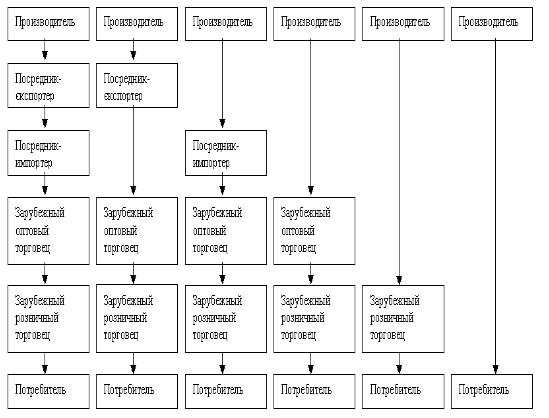 Производитель
Производитель
Производитель
Производитель
Производитель
Производитель
Посредник-
єкспортер
Посредник-
єкспортер
Посредник-
импортер
Посредник-
импортер
Зарубежный
оптовый
торговец
Зарубежный
оптовый
торговец
Зарубежный
оптовый
торговец
Зарубежный
оптовый
торговец
Зарубежный
розничный
торговец
Зарубежный
розничный
торговец
Зарубежный
розничный
торговец
Зарубежный
розничный
торговец
Зарубежный
розничный
торговец
Потребитель
Потребитель
Потребитель
Потребитель
Потребитель
Потребитель